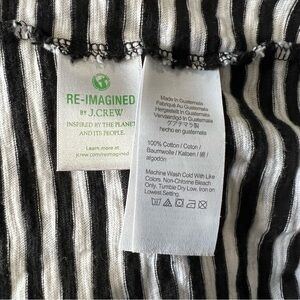 RE-IMAGINED
BY J.CREW
INSPIRED BY THE PLANET
AND ITS PEOPLE.
Learn more at
jcrew.com/reimagined
Made in Guatemala
Fabriqué Au Guatemala
Hergestellt in Guatemala
Vervaardigd in Guatemala
グアテマラ製
hecho en guatemala
100% Cotton / Coton /
Baumwolle / Katoen / 綿 /
algodón
Machine Wash Cold With Like
Colors. Non-Chlorine Bleach
Only. Tumble Dry Low. Iron on
Lowest Setting.